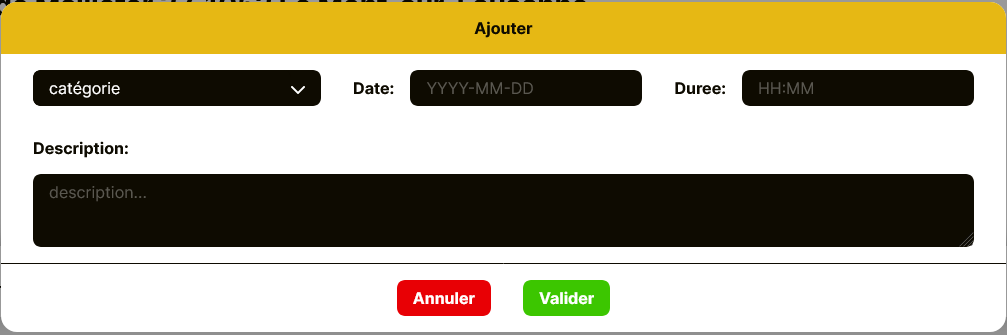 Ajouter
catégorie Date: YYYY-MM-DD Duree: HH:MM
Description:
description...
Annuler Valider